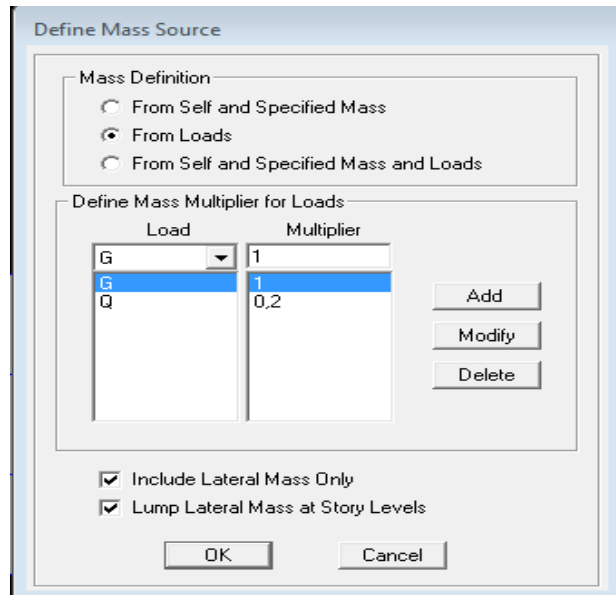 Define Mass Source
Mass Definition
From Self and Specified Mass
From Loads
From Self and Specified Mass and Loads
Define Mass Multiplier for Loads
Load Multiplier
G 1
G 1
Q 0,2
Add
Modify
Delete
Include Lateral Mass Only
Lump Lateral Mass at Story Levels
OK Cancel